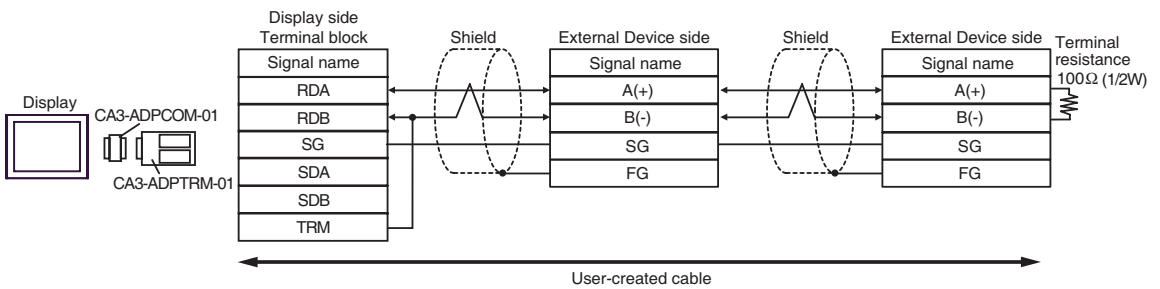 Display
CA3-ADPCOM-01
CA3-ADPTRM-01
Display side
Terminal block
Signal name
RDA
RDB
SG
SDA
SDB
TRM
Shield
External Device side
Signal name
A(+)
B(-)
SG
FG
Shield
External Device side
Signal name
A(+)
B(-)
SG
FG
Terminal
resistance
100Ω (1/2W)
User-created cable